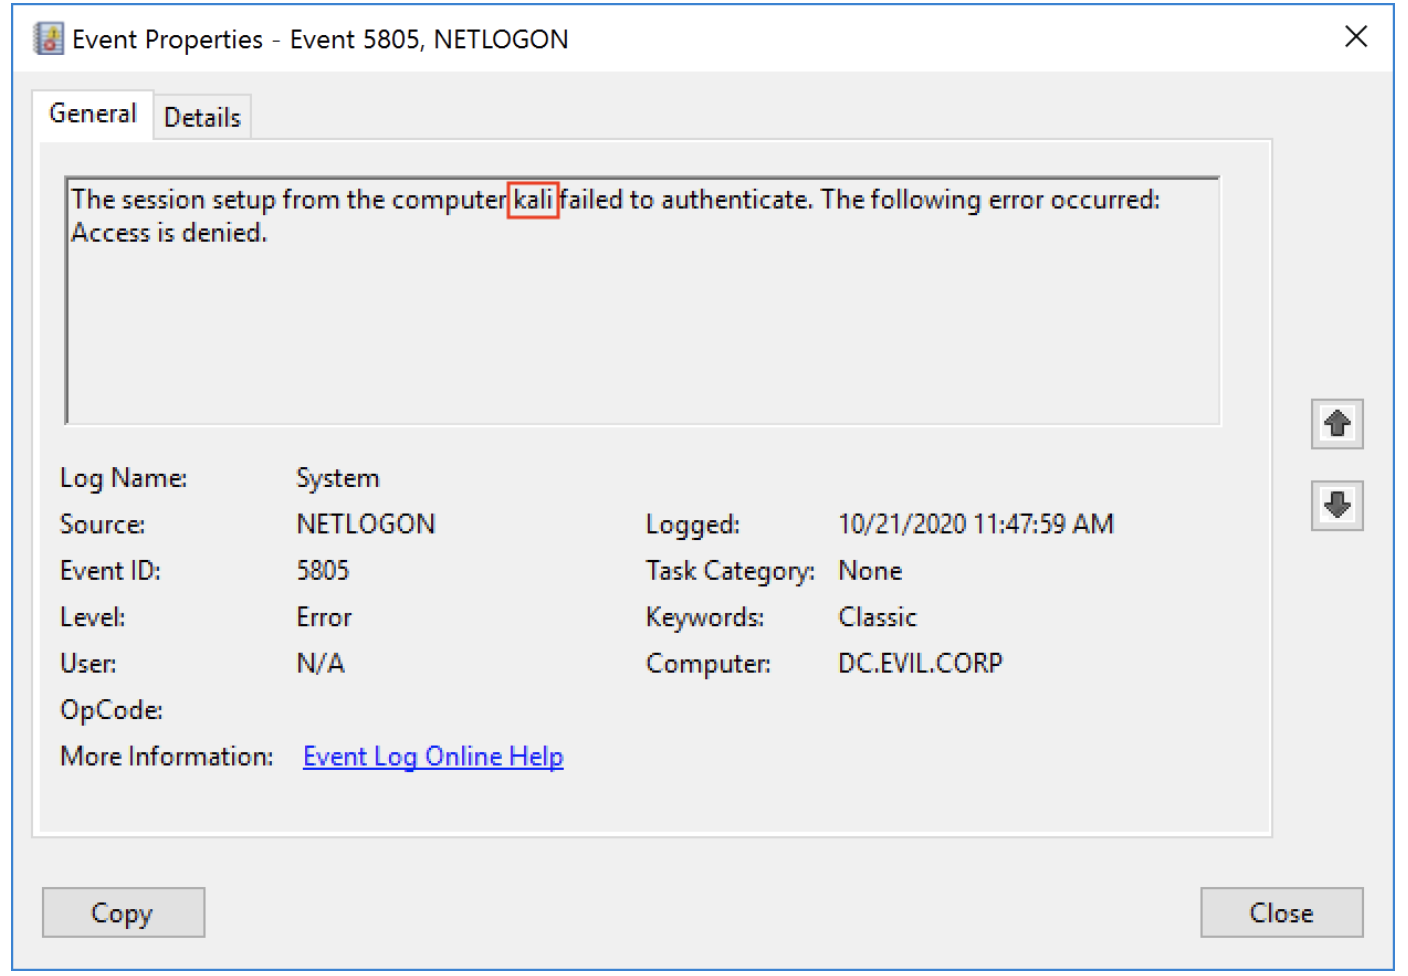 Event Properties - Event 5805, NETLOGON
General
Details
The session setup from the computer kali failed to authenticate. The following error occurred:
Access is denied.
Log Name: System
Source: NETLOGON Logged: 10/21/2020 11:47:59 AM
Event ID: 5805 Task Category: None
Level: Error Keywords: Classic
User: N/A Computer: DC.EVIL.CORP
OpCode:
More Information: Event Log Online Help
Copy
Close